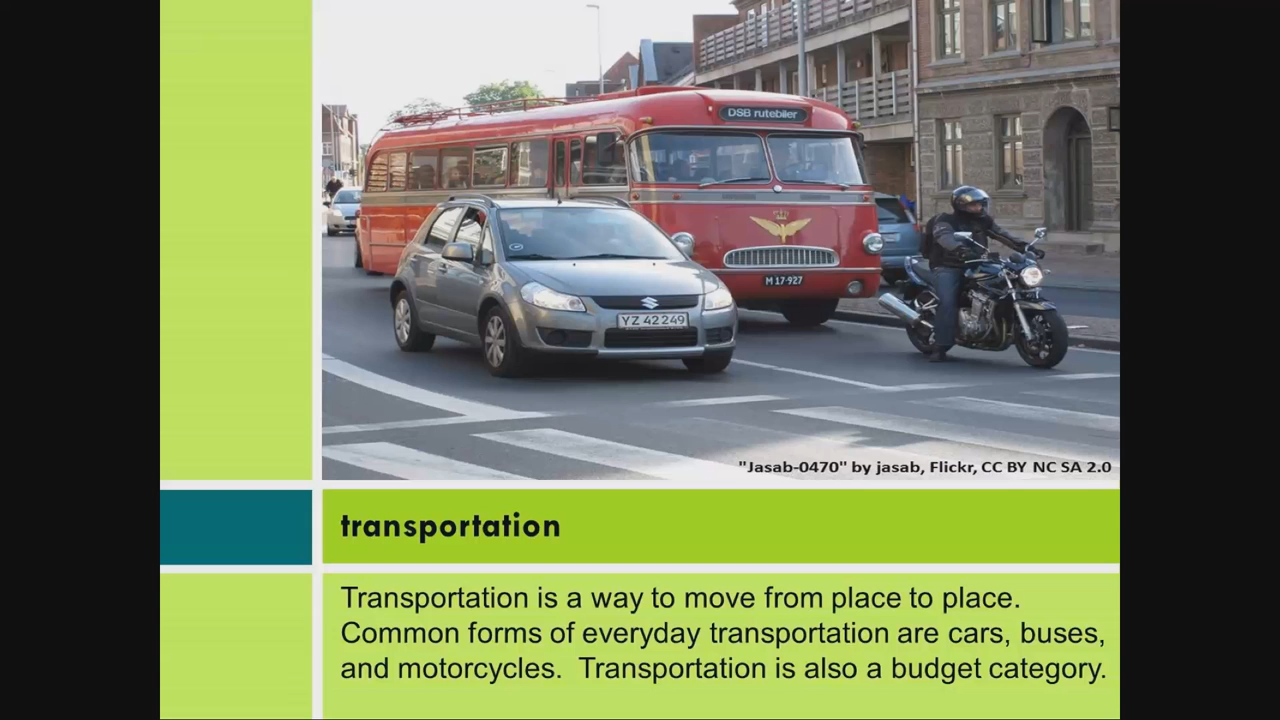 DSB rutebiler
M 17-927
YZ 42 249
"Jasab-0470" by jasab, Flickr, CC BY NC SA 2.0
transportation
Transportation is a way to move from place to place.
Common forms of everyday transportation are cars, buses,
and motorcycles.  Transportation is also a budget category.